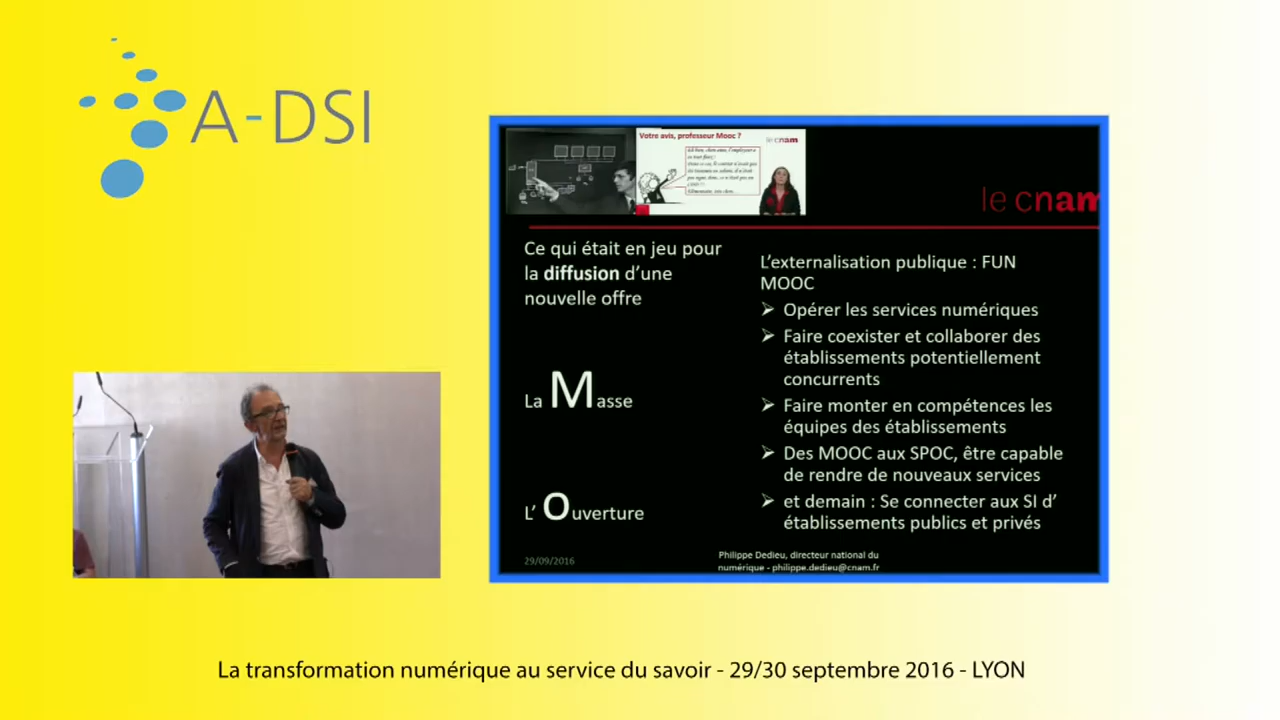 A-DSI
Votre avis, professeur Mooc ?
le cnam
le cnam
Ce qui était en jeu pour
la diffusion d'une
nouvelle offre
La Masse
L' Ouverture
L'externalisation publique : FUN
MOOC
➢ Opérer les services numériques
➢ Faire coexister et collaborer des
établissements potentiellement
concurrents
➢ Faire monter en compétences les
équipes des établissements
➢ Des MOOC aux SPOC, être capable
de rendre de nouveaux services
➢ et demain : Se connecter aux SI d'
établissements publics et privés
29/09/2016
Philippe Dedieu, directeur national du
numérique - philippe.dedieu@cnam.fr
La transformation numérique au service du savoir - 29/30 septembre 2016 - LYON